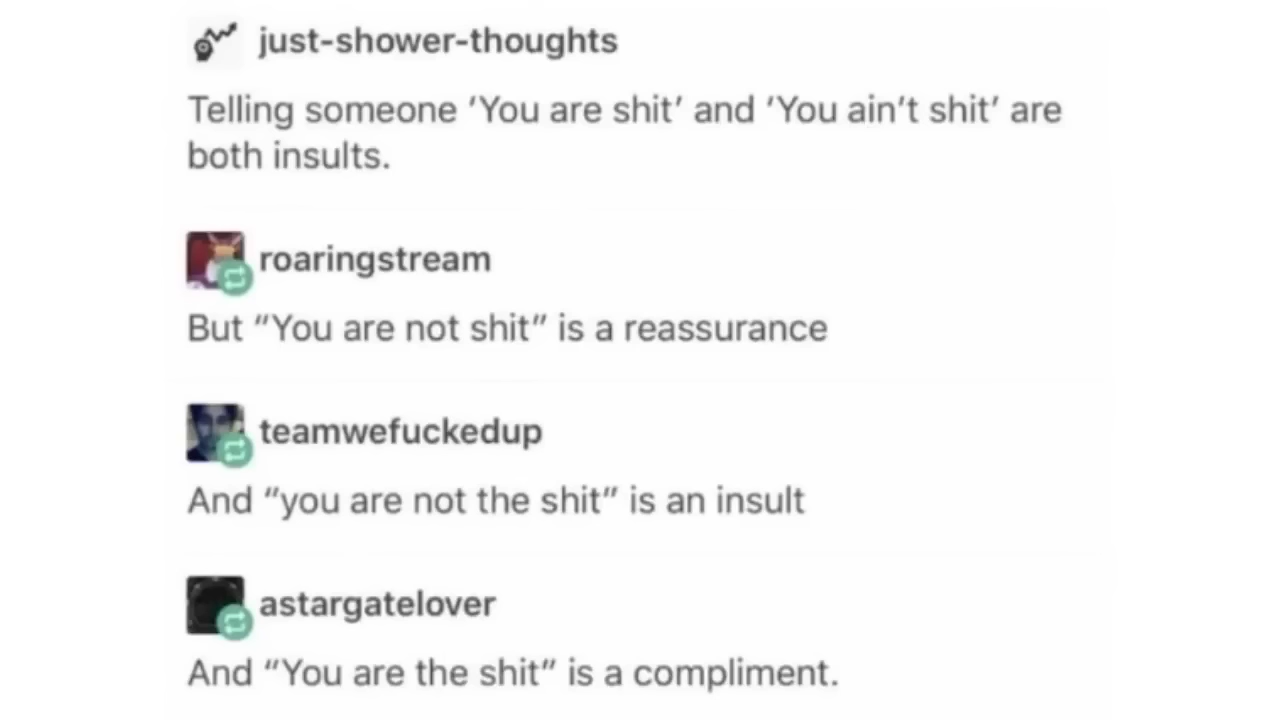 just-shower-thoughts
Telling someone ‘You are shit’ and ‘You ain’t shit’ are
both insults.
roaringstream
But “You are not shit” is a reassurance
teamwefuckedup
And “you are not the shit” is an insult
astargatelover
And “You are the shit” is a compliment.